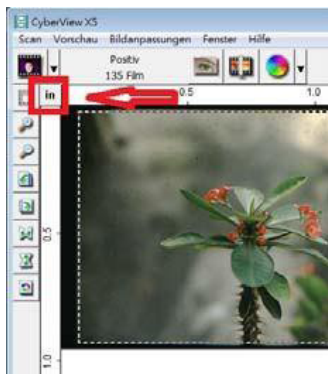 CyberView X5
Scan Vorschau Bildanpassungen Fenster Hilfe
Positiv
135 Film
in
0.5
1.0
0.5
1.0